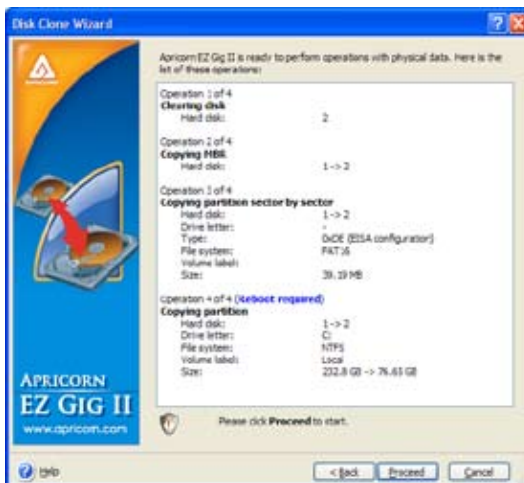 Disk Clone Wizard
Apricorn EZ Gig II is ready to perform operations with physical data. Here is the
list of these operations:
Operation 1 of 4
Clearing disk
Hard disk: 2
Operation 2 of 4
Copying MBR
Hard disk: 1 -> 2
Operation 3 of 4
Copying partition sector by sector
Hard disk: 1 -> 2
Drive letter: -
Type: 0xDE (EISA configuration)
File system: FAT16
Volume label:
Size: 39.19 MB
Operation 4 of 4 (Reboot required)
Copying partition
Hard disk: 1 -> 2
Drive letter: C:
File system: NTFS
Volume label: Local
Size: 232.8 GB -> 76.63 GB
Please click Proceed to start.
APRICORN
EZ GIG II
www.apricorn.com
Help
< Back
Proceed
Cancel